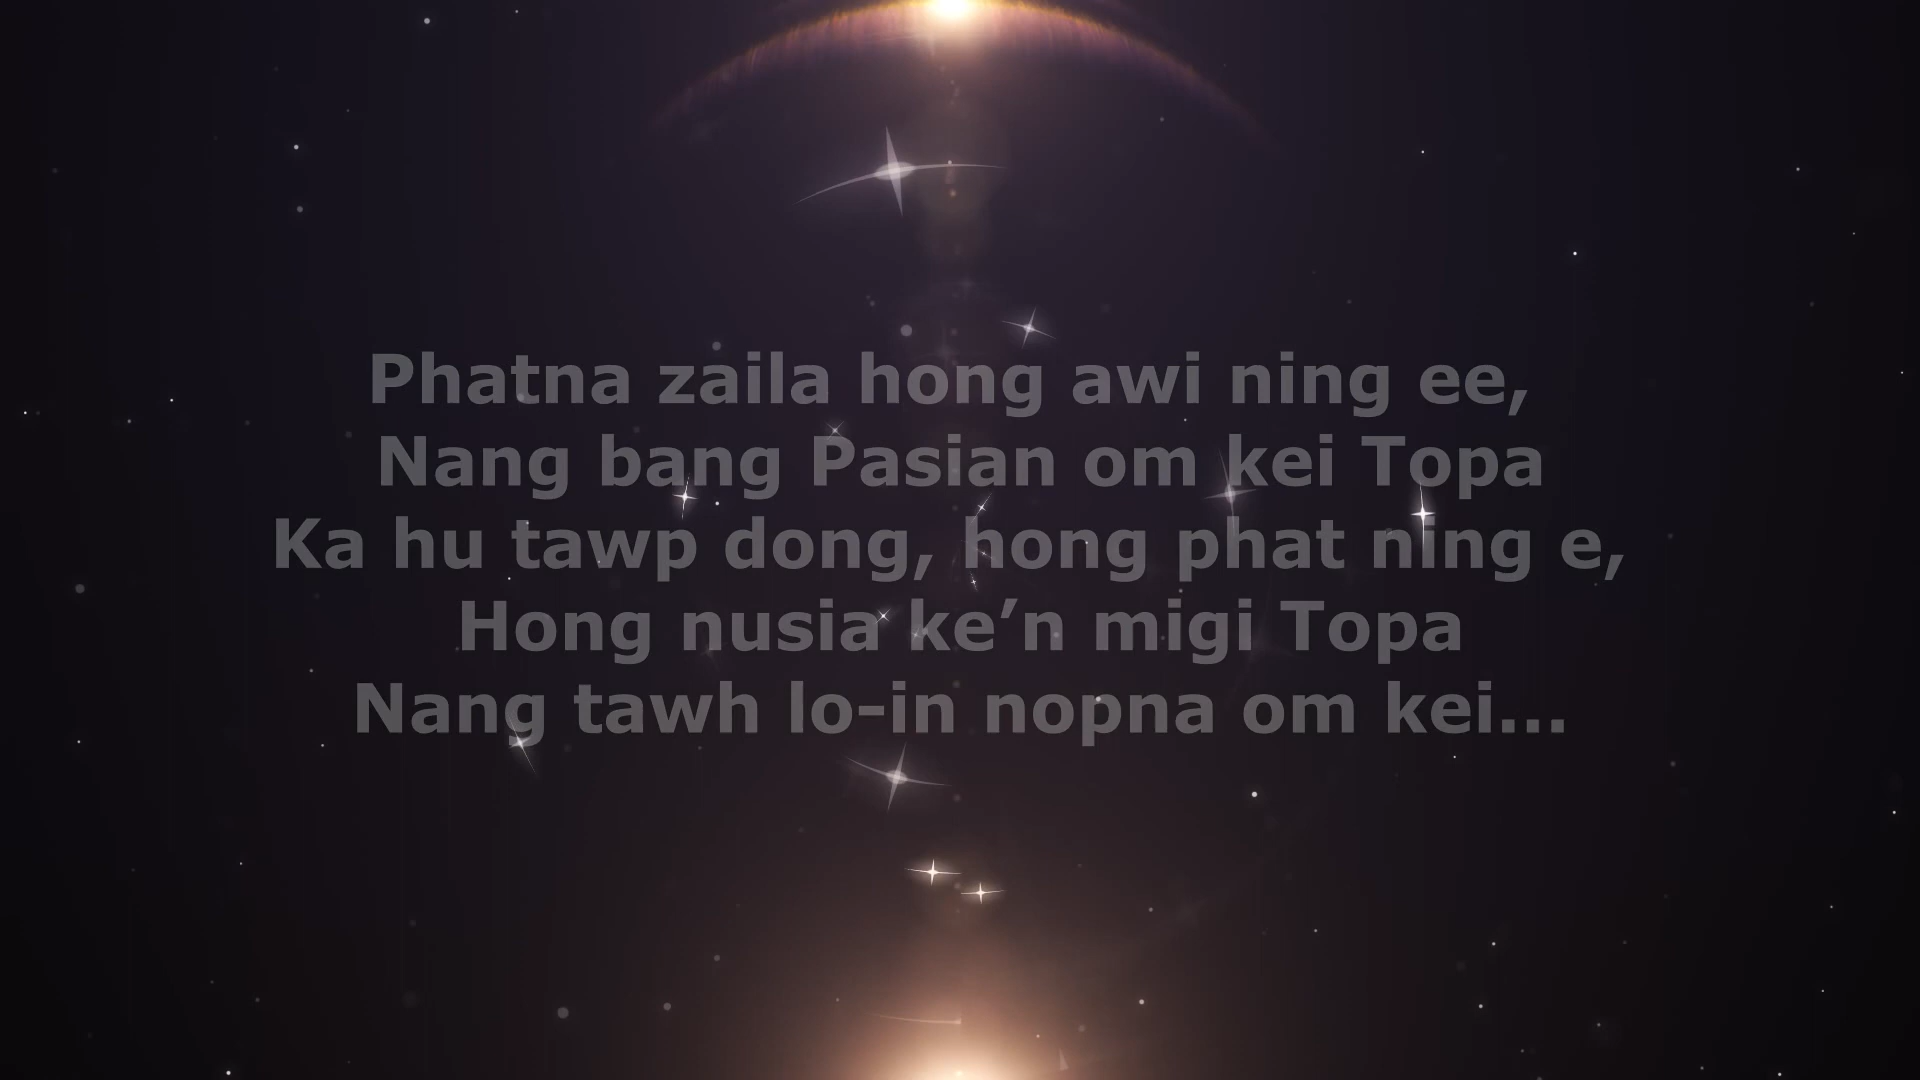 Phatna zaila hong awi ning ee,
Nang bang Pasian om kei Topa
Ka hu tawp dong, hong phat ning e,
Hong nusia ke’n migi Topa
Nang tawh lo-in nopna om kei...